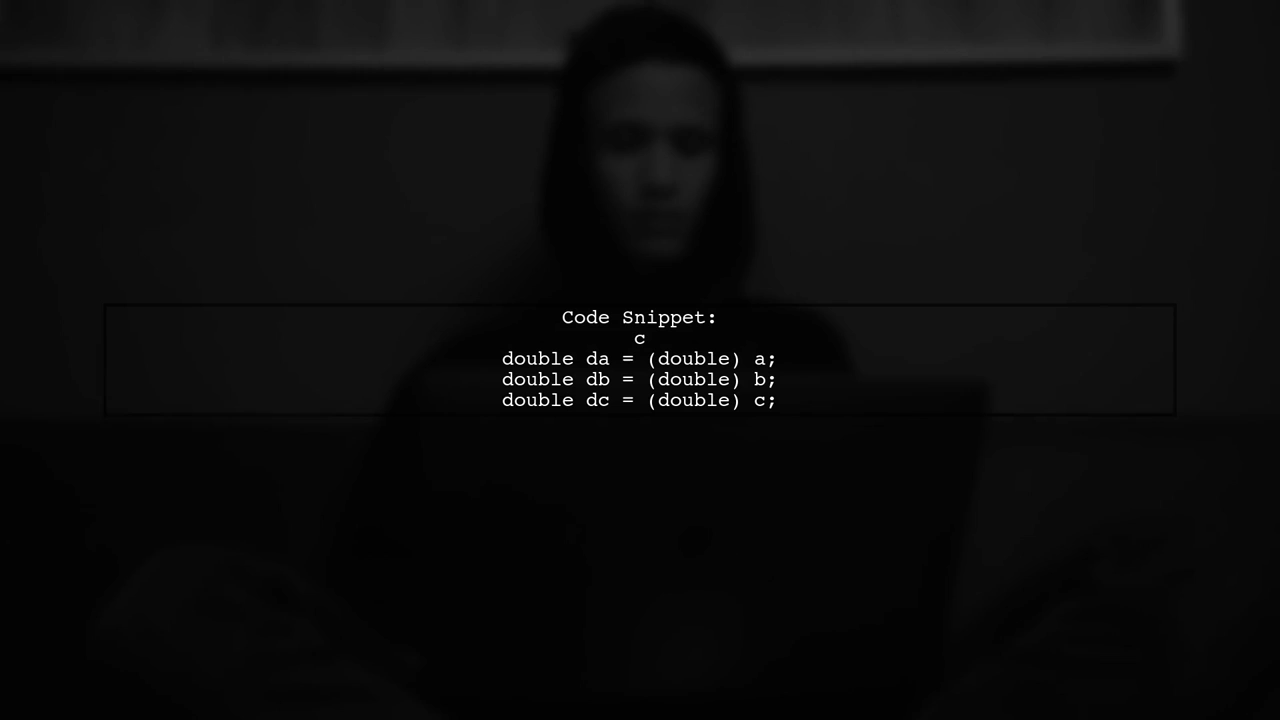 Code Snippet:
c
double da = (double) a;
double db = (double) b;
double dc = (double) c;